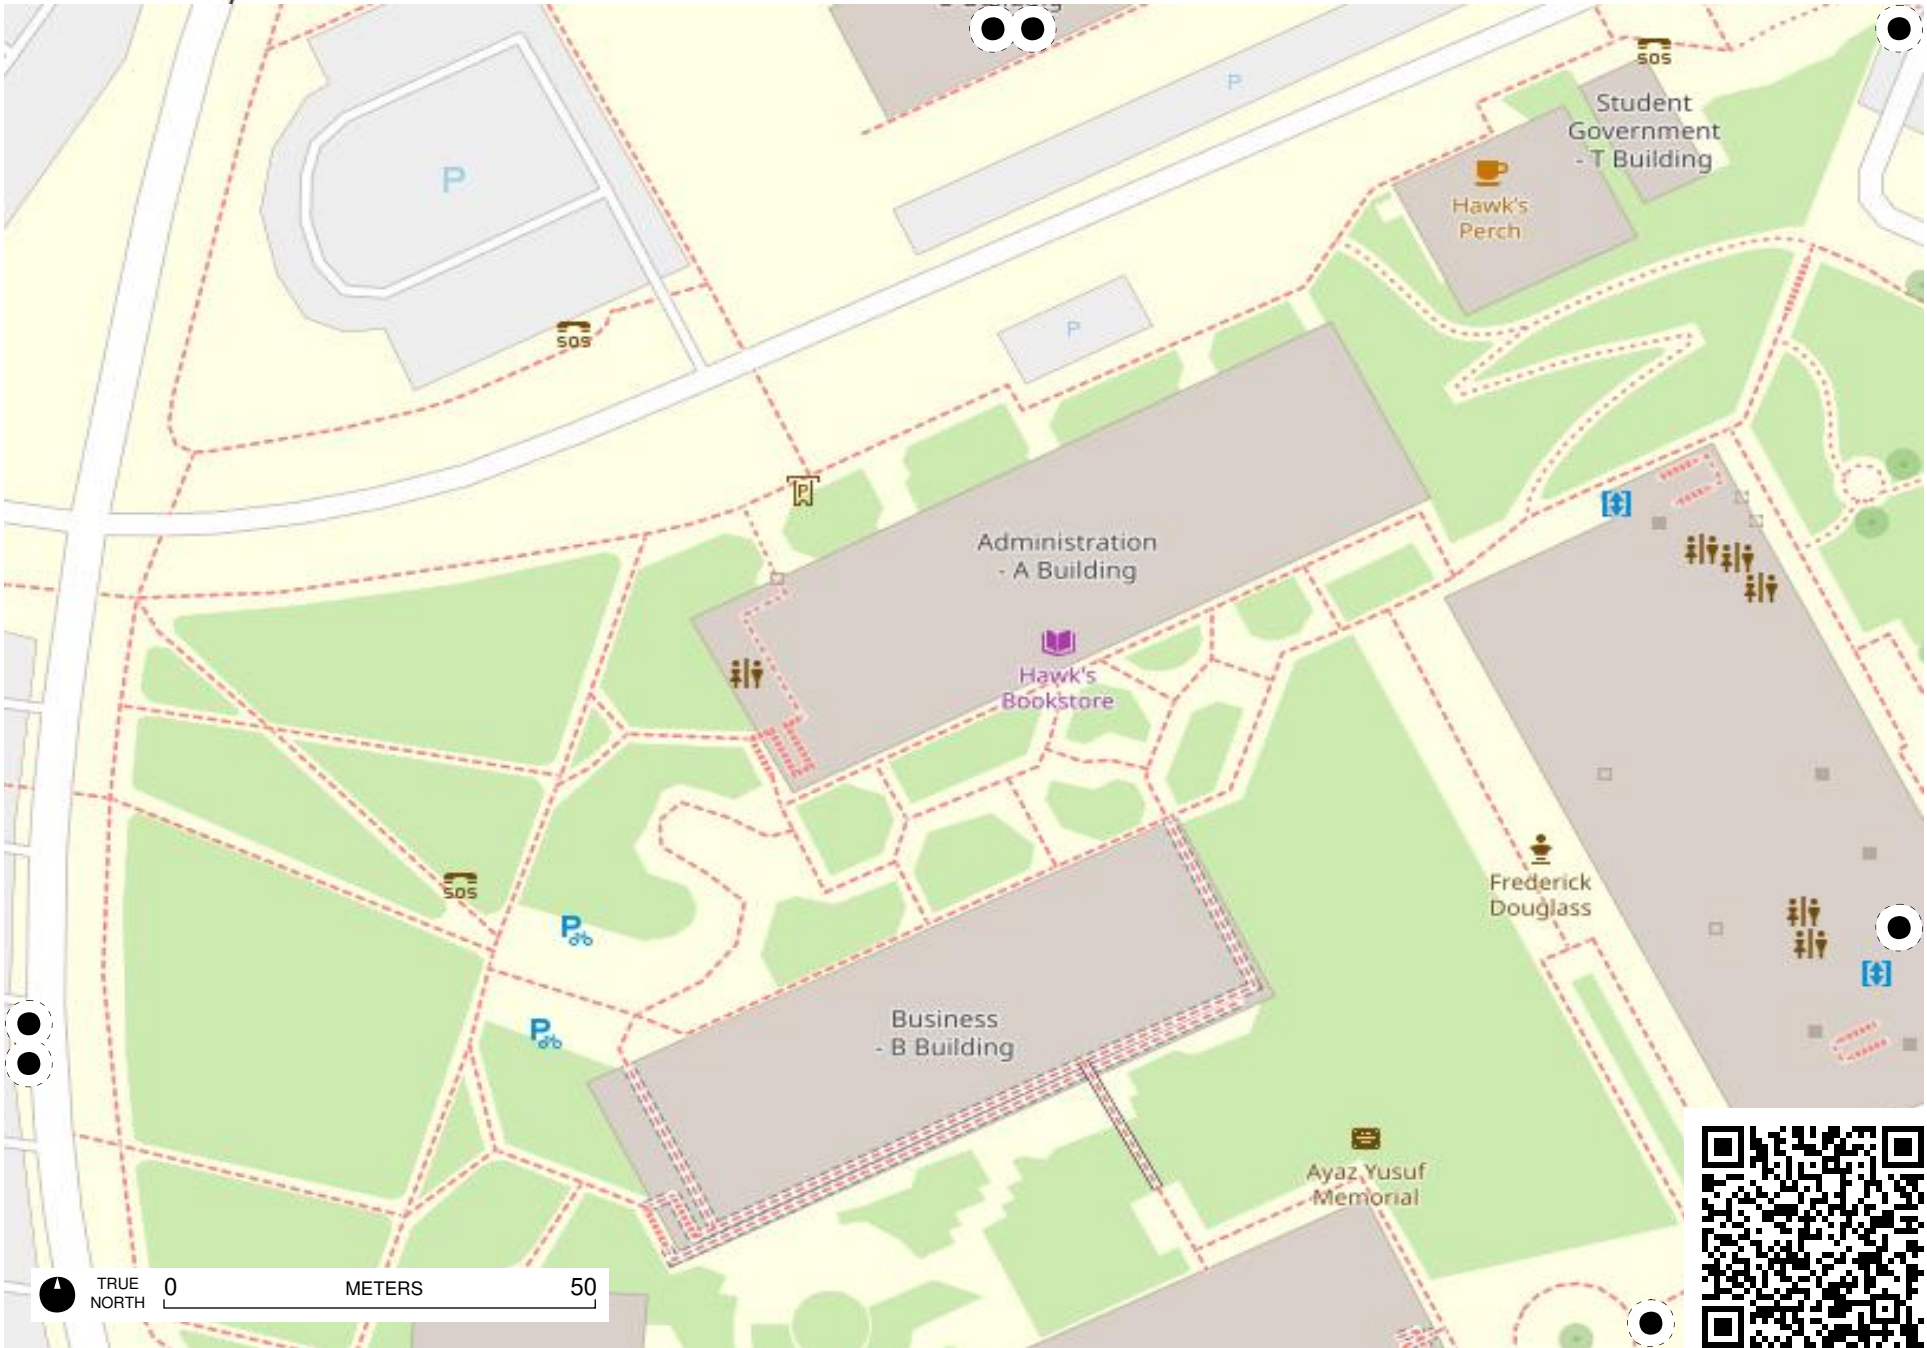 P
SOS
Student
Government
- T Building
P
Hawk's
Perch
SOS
P
P
Administration
- A Building
Hawk's
Bookstore
SOS
P
Frederick
Douglass
P
Business
- B Building
Ayaz Yusuf
Memorial
TRUE
NORTH
0 METERS 50